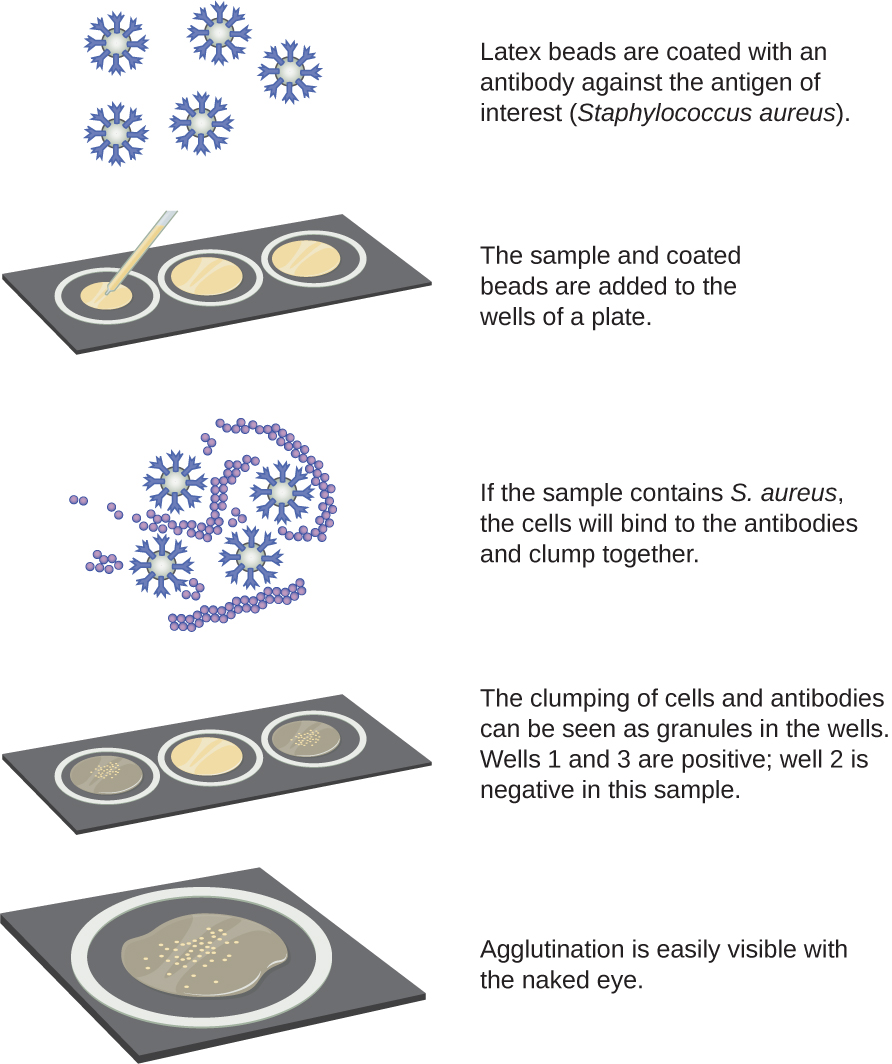 Latex beads are coated with an
antibody against the antigen of
interest (Staphylococcus aureus).
The sample and coated
beads are added to the
wells of a plate.
If the sample contains S. aureus,
the cells will bind to the antibodies
and clump together.
The clumping of cells and antibodies
can be seen as granules in the wells.
Wells 1 and 3 are positive; well 2 is
negative in this sample.
Agglutination is easily visible with
the naked eye.